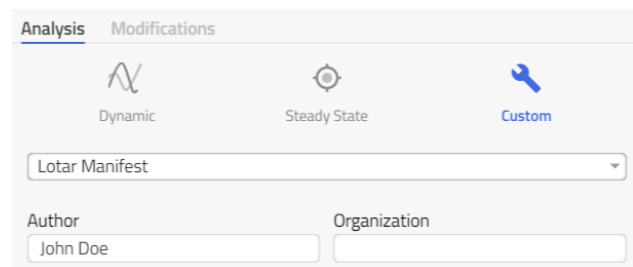 Analysis Modifications
Dynamic Steady State Custom
Lotar Manifest
Author Organization
John Doe